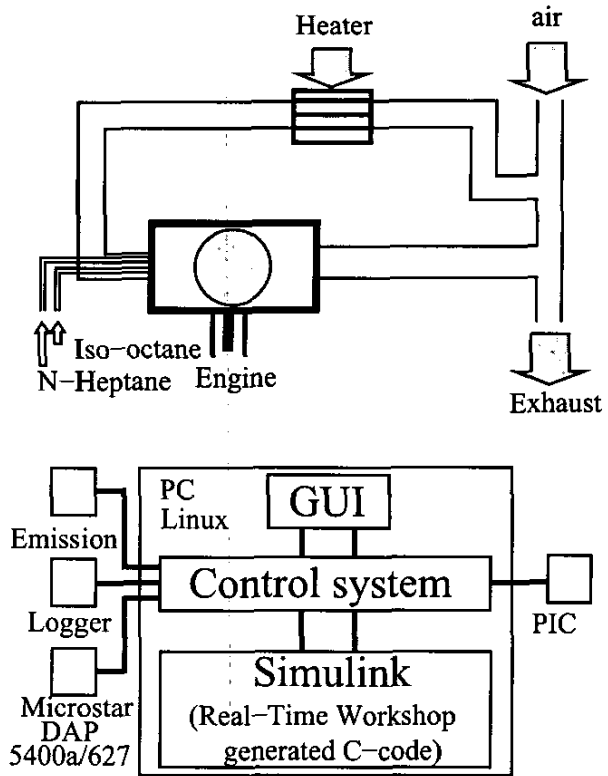 Heater
air
Iso-octane
N-Heptane
Engine
Exhaust
PC
Linux
GUI
Emission
Control system
Logger
PIC
Simulink
(Real-Time Workshop
generated C-code)
Microstar
DAP
5400a/627